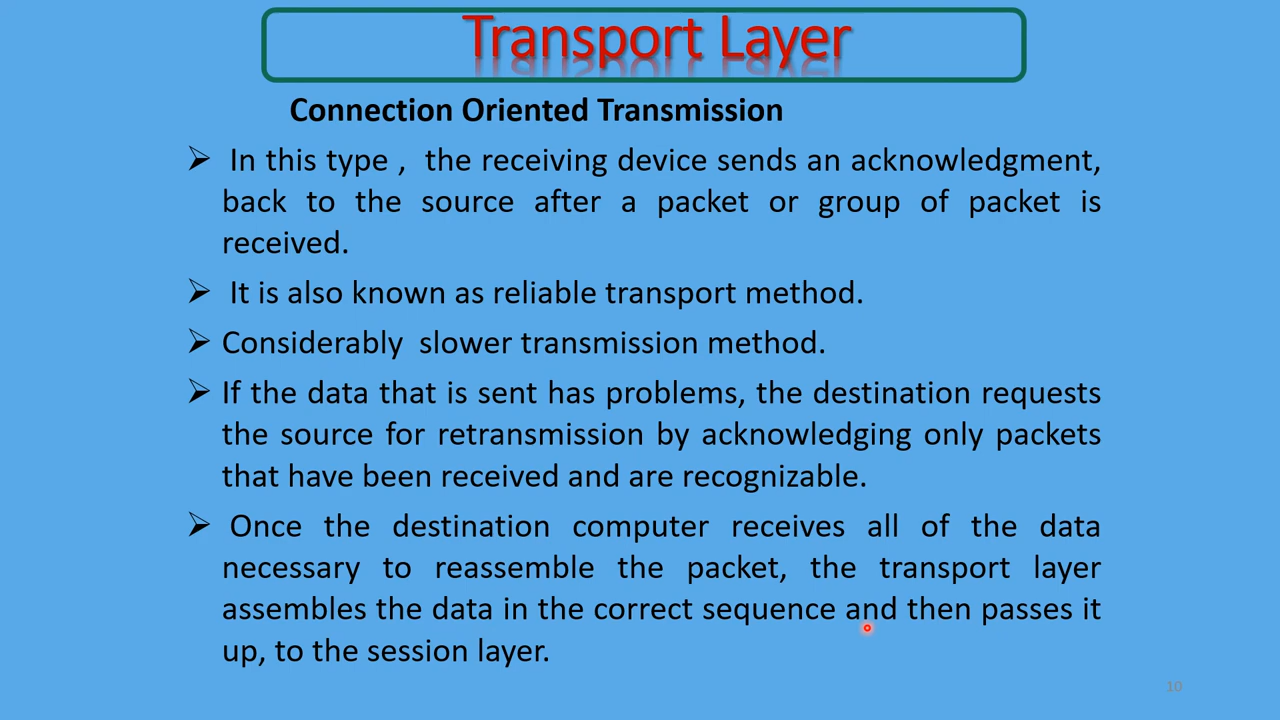 Transport Layer
Connection Oriented Transmission
➢ In this type , the receiving device sends an acknowledgment,
back to the source after a packet or group of packet is
received.
➢ It is also known as reliable transport method.
➢ Considerably slower transmission method.
➢ If the data that is sent has problems, the destination requests
the source for retransmission by acknowledging only packets
that have been received and are recognizable.
➢ Once the destination computer receives all of the data
necessary to reassemble the packet, the transport layer
assembles the data in the correct sequence and then passes it
up, to the session layer.
10